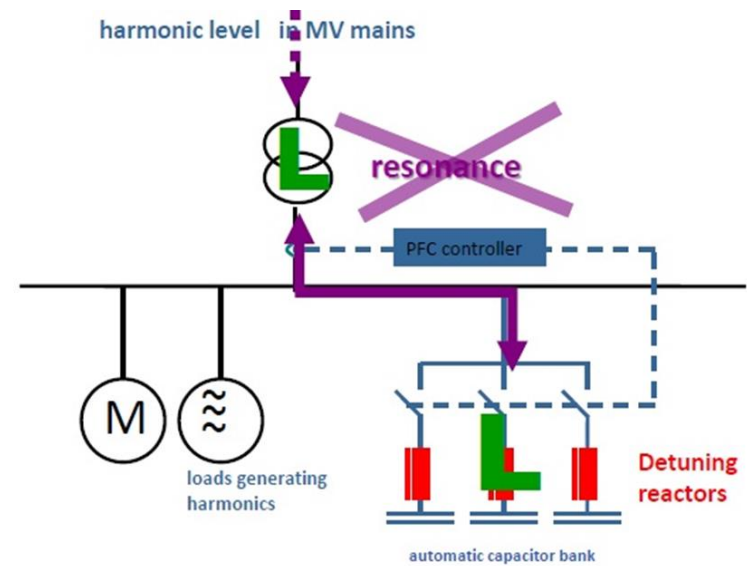 harmonic level in MV mains
L
resonance
PFC controller
M
~
~
~
loads generating
harmonics
L
Detuning
reactors
automatic capacitor bank